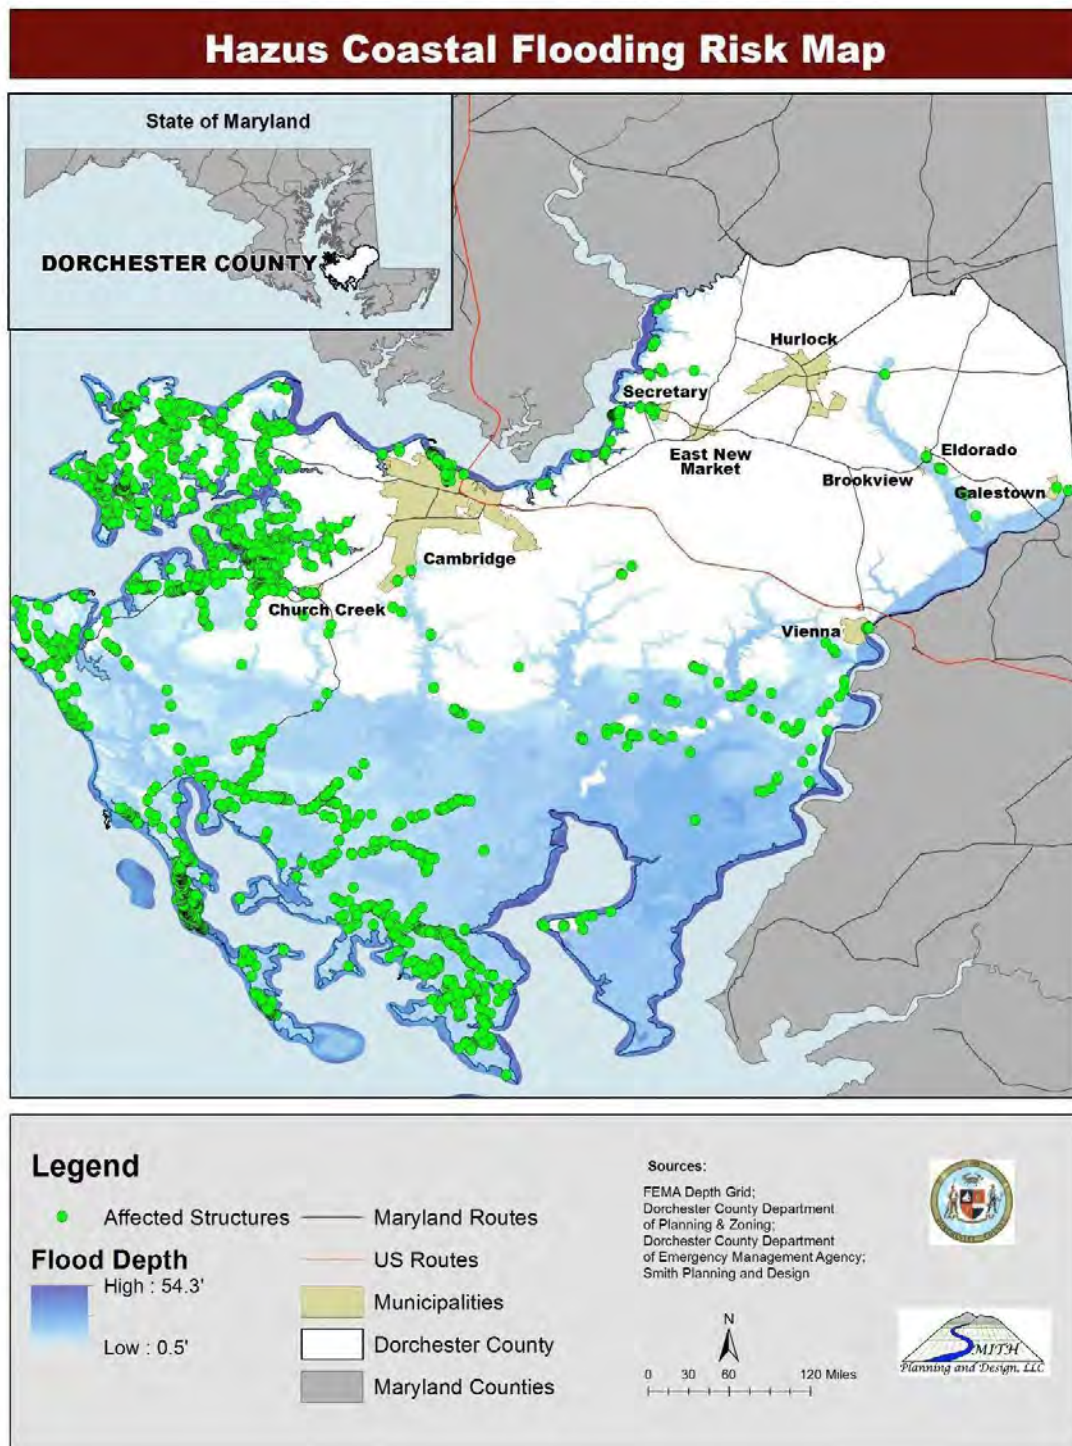 Hazus Coastal Flooding Risk Map
State of Maryland
DORCHESTER COUNTY
Hurlock
Secretary
East New
Market
Eldorado
Brookview
Galestown
Cambridge
Church Creek
Vienna
Legend
Affected Structures
Flood Depth
High : 54.3'
Low : 0.5'
Maryland Routes
US Routes
Municipalities
Dorchester County
Maryland Counties
Sources:
FEMA Depth Grid;
Dorchester County Department
of Planning & Zoning;
Dorchester County Department
of Emergency Management Agency;
Smith Planning and Design
N
0 30 60 120 Miles
SMITH
Planning and Design, LLC